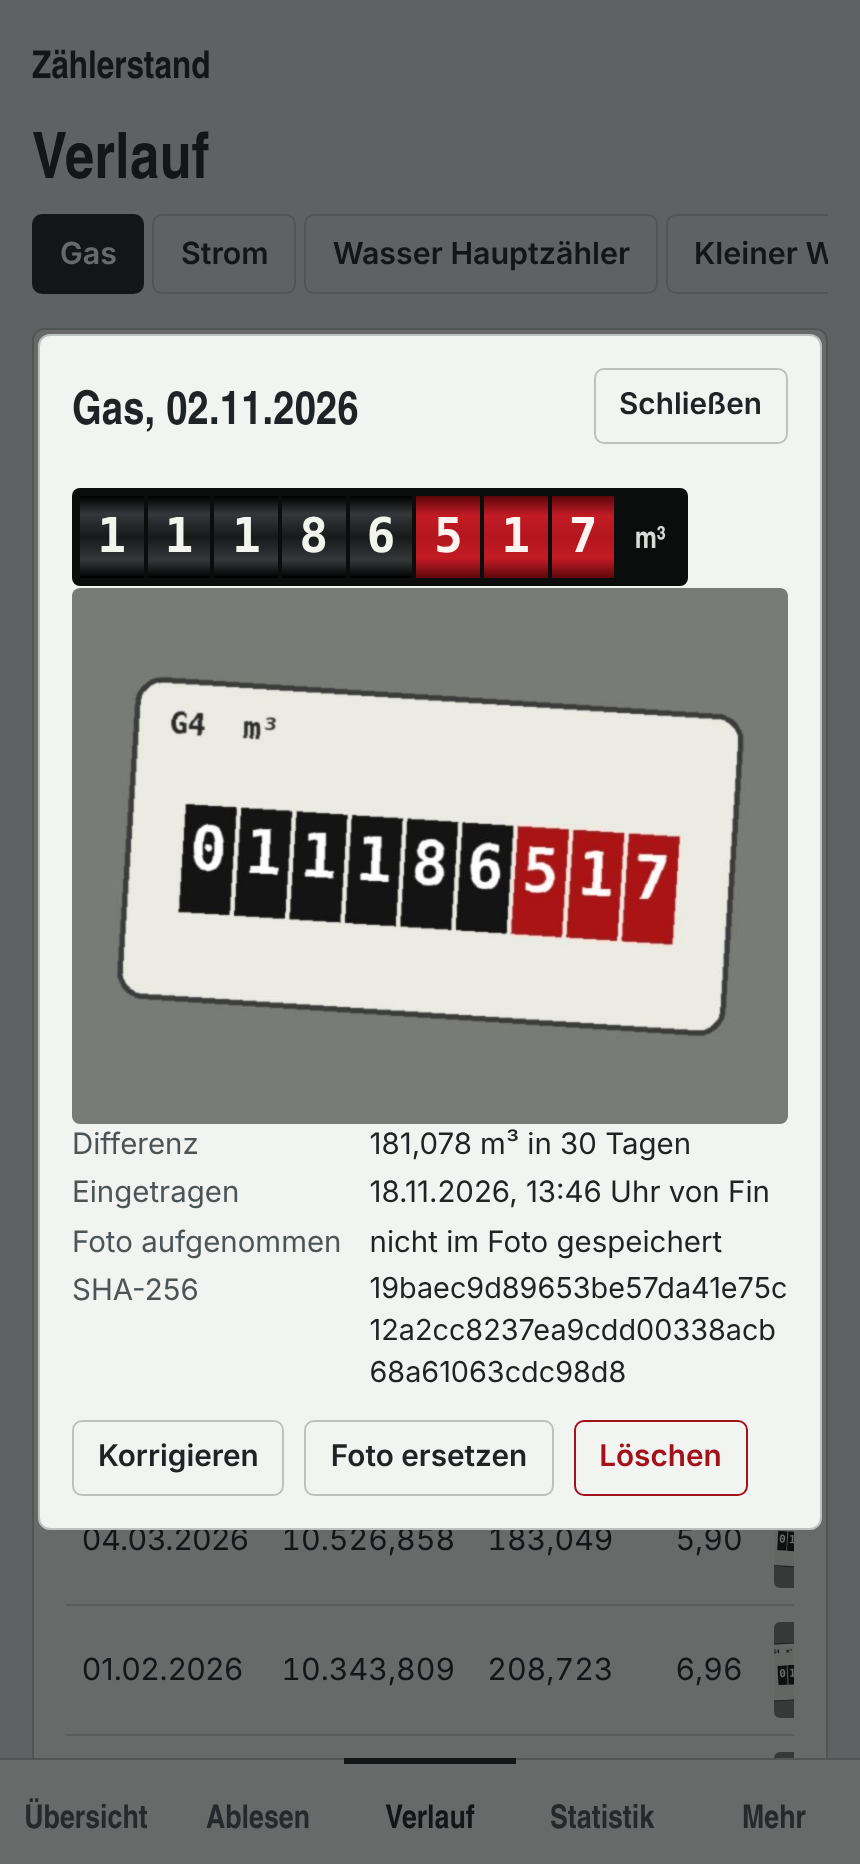 Zählerstand
Verlauf
Gas Strom Wasser Hauptzähler Kleiner W
Gas, 02.11.2026 Schließen
1 1 1 8 6 5 1 7 m³
G4 m³
0 1 1 1 8 6 5 1 7
Differenz 181,078 m³ in 30 Tagen
Eingetragen 18.11.2026, 13:46 Uhr von Fin
Foto aufgenommen nicht im Foto gespeichert
SHA-256 19baec9d89653be57da41e75c
12a2cc8237ea9cdd00338acb
68a61063cdc98d8
Korrigieren Foto ersetzen Löschen
04.03.2026 10.526,858 183,049 5,90
01.02.2026 10.343,809 208,723 6,96
Übersicht Ablesen Verlauf Statistik Mehr